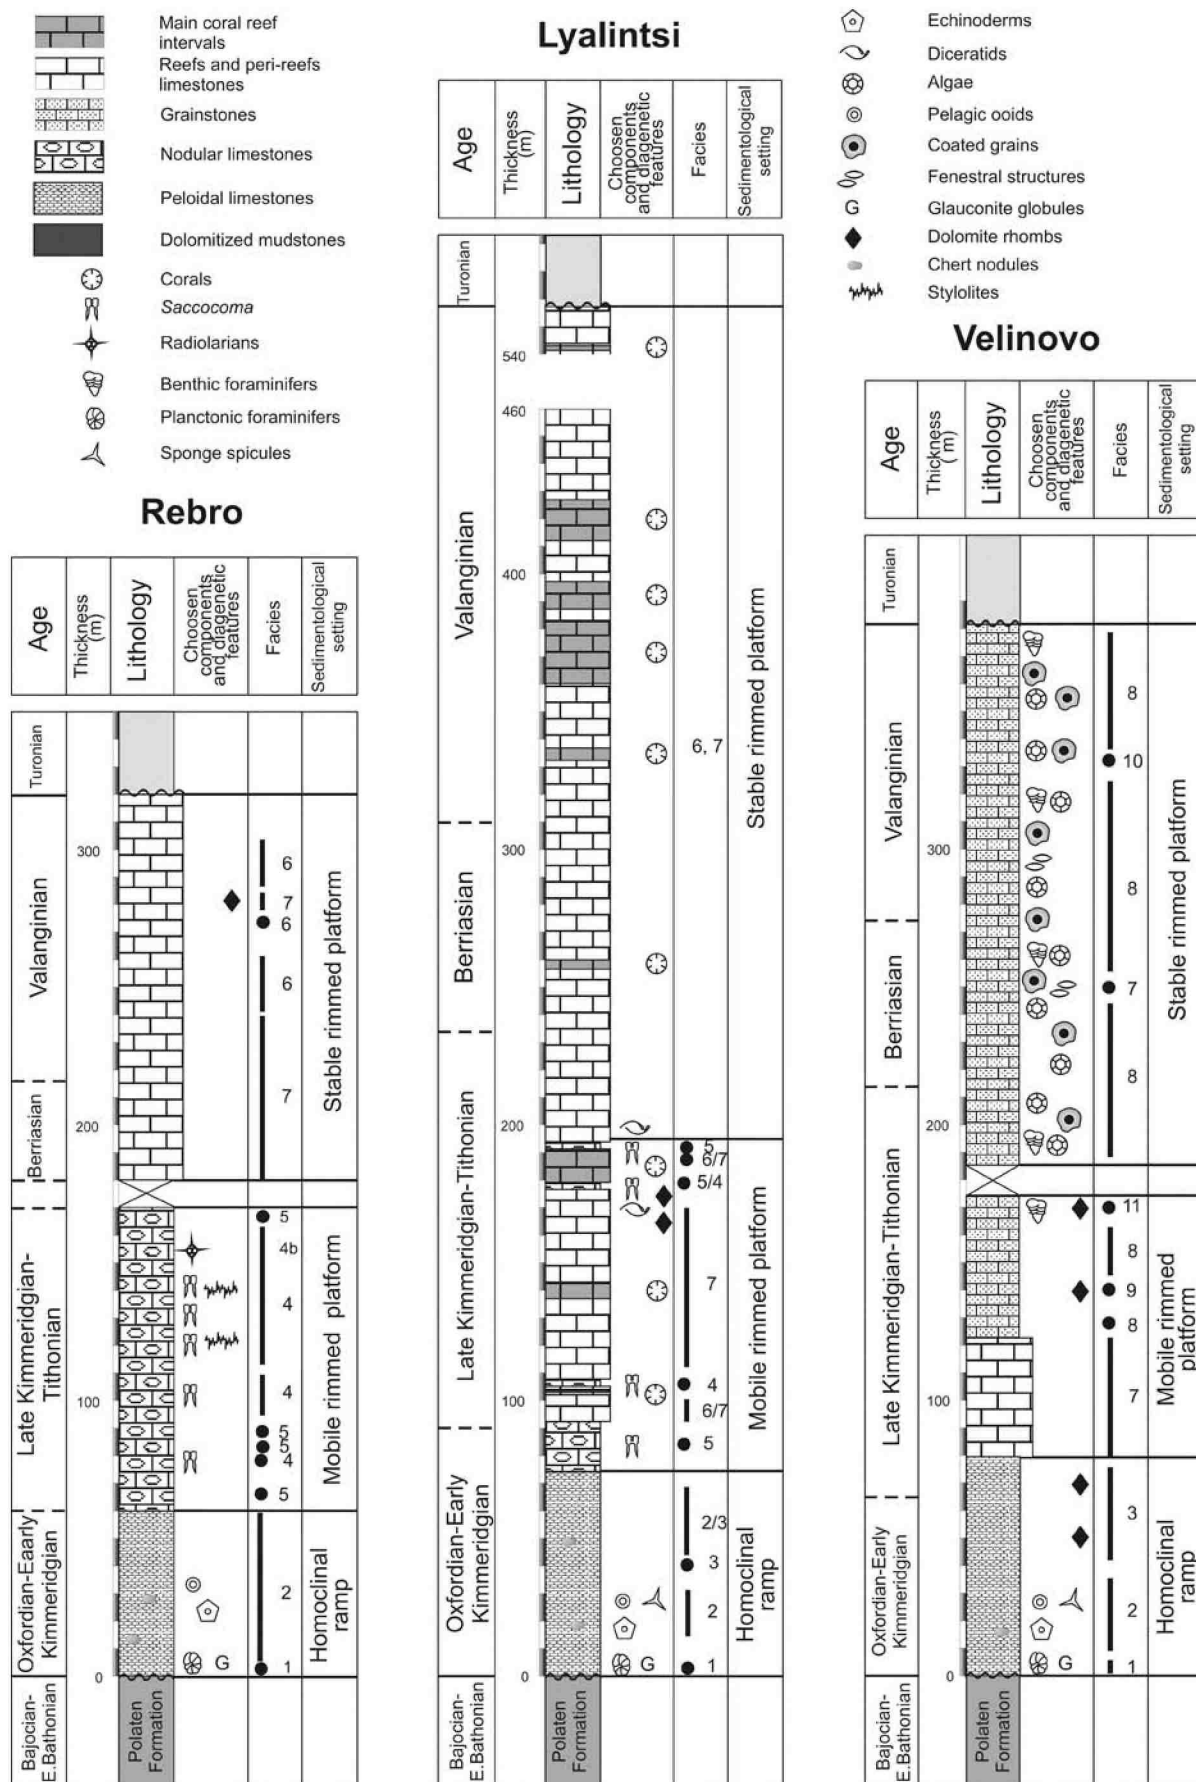 Main coral reef
intervals
Reefs and peri-reefs
limestones
Grainstones
Nodular limestones
Peloidal limestones
Dolomitized mudstones
Corals
Saccocoma
Radiolarians
Benthic foraminifers
Planctonic foraminifers
Sponge spicules
Echinoderms
Diceratids
Algae
Pelagic ooids
Coated grains
Fenestral structures
G Glauconite globules
Dolomite rhombs
Chert nodules
Stylolites
Rebro
Age
Thickness
(m)
Lithology
Choosen
components
and diagenetic
features
Facies
Sedimentological
setting
Turonian
Valanginian
Berriasian
Late Kimmeridgian-
Tithonian
Oxfordian-Eaarly
Kimmeridgian
Bajocian-
E.Bathonian
300
200
100
0
Polaten
Formation
G
6
7
6
6
7
5
4b
4
4
5
5
4
5
2
1
Stable rimmed platform
Mobile rimmed platform
Homoclinal
ramp
Lyalintsi
Age
Thickness
(m)
Lithology
Choosen
components
and diagenetic
features
Facies
Sedimentological
setting
Turonian
Valanginian
Berriasian
Late Kimmeridgian-Tithonian
Oxfordian-Early
Kimmeridgian
Bajocian-
E.Bathonian
540
460
400
300
200
100
0
Polaten
Formation
G
6, 7
5
6/7
5/4
7
4
6/7
5
2/3
3
2
1
Stable rimmed platform
Mobile rimmed platform
Homoclinal
ramp
Velinovo
Age
Thickness
(m)
Lithology
Choosen
components
and diagenetic
features
Facies
Sedimentological
setting
Turonian
Valanginian
Berriasian
Late Kimmeridgian-Tithonian
Oxfordian-Early
Kimmeridgian
Bajocian-
E.Bathonian
300
200
100
0
Polaten
Formation
G
8
10
8
7
8
11
8
9
8
7
3
2
1
Stable rimmed platform
Mobile rimmed
platform
Homoclinal
ramp